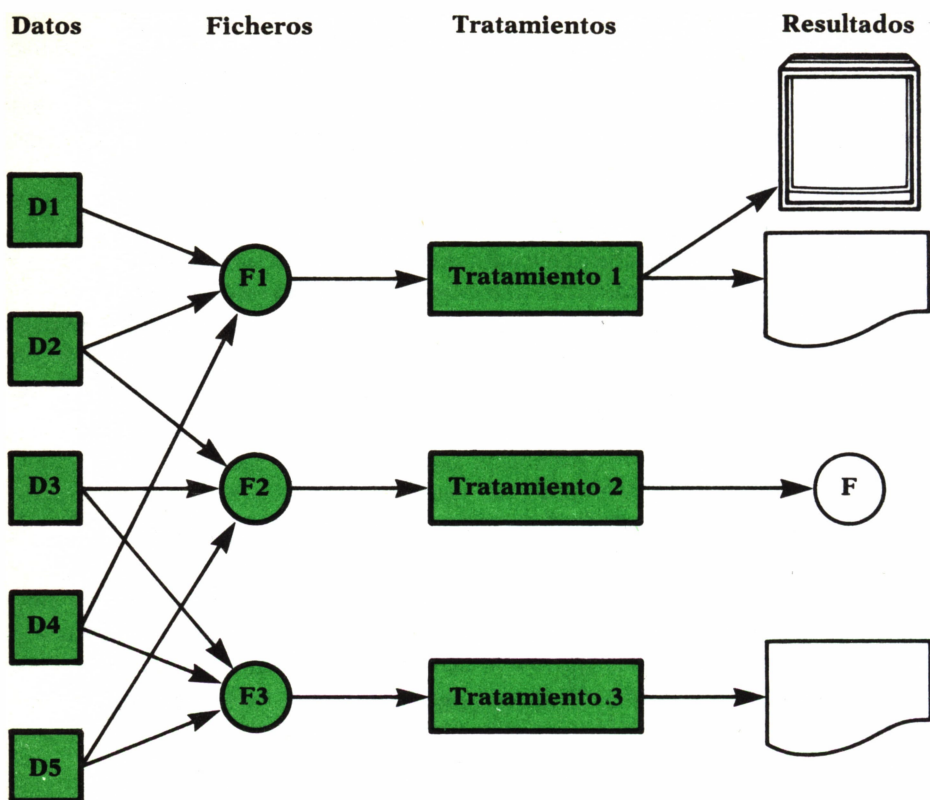 Datos Ficheros Tratamientos Resultados
D1
F1 Tratamiento 1
D2
D3 F2 Tratamiento 2 F
D4
F3 Tratamiento 3
D5